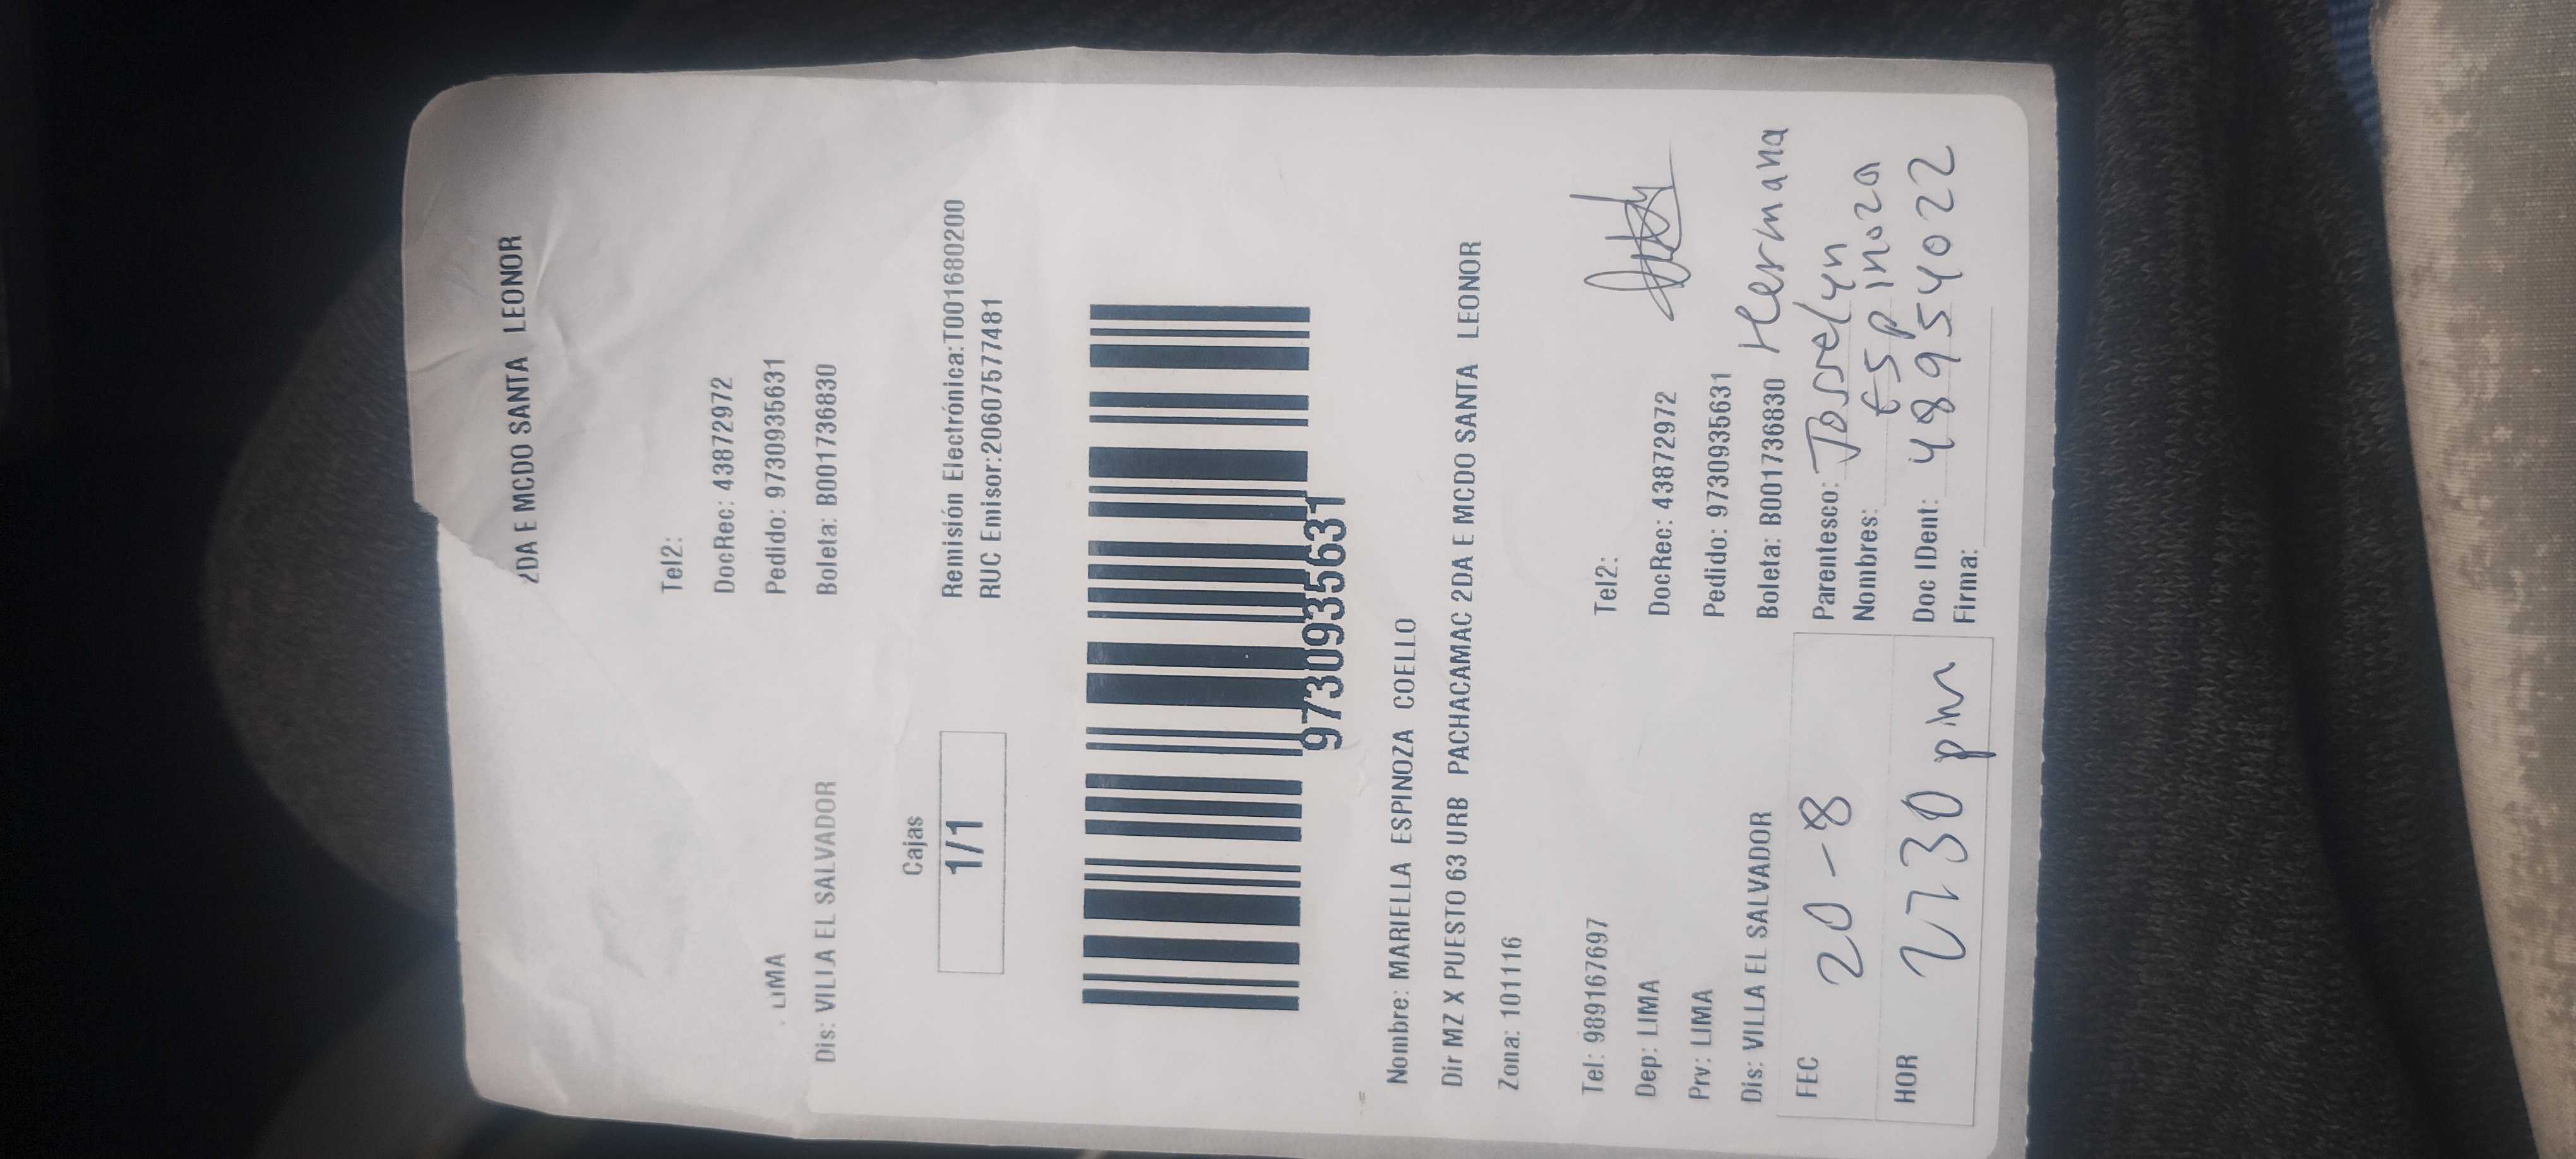 2DA E MCDO SANTA LEONOR
Tel2:
DocRec: 43872972
LIMA Pedido: 9730935631
Dis: VILLA EL SALVADOR Boleta: B001736830
Cajas
1/1
Remisión Electrónica:T001680200
RUC Emisor:20607577481
9730935631
Nombre: MARIELLA ESPINOZA COELLO
Dir MZ X PUESTO 63 URB PACHACAMAC 2DA E MCDO SANTA LEONOR
Zona: 101116
Tel: 989167697 Tel2:
Dep: LIMA DocRec: 43872972
Prv: LIMA Pedido: 9730935631
Dis: VILLA EL SALVADOR Boleta: B001736830 Hermana
FEC 20-8 Parentesco: Josselyn
Nombres: Espinoza
HOR 2730 pm Doc IDent: 48954022
Firma: